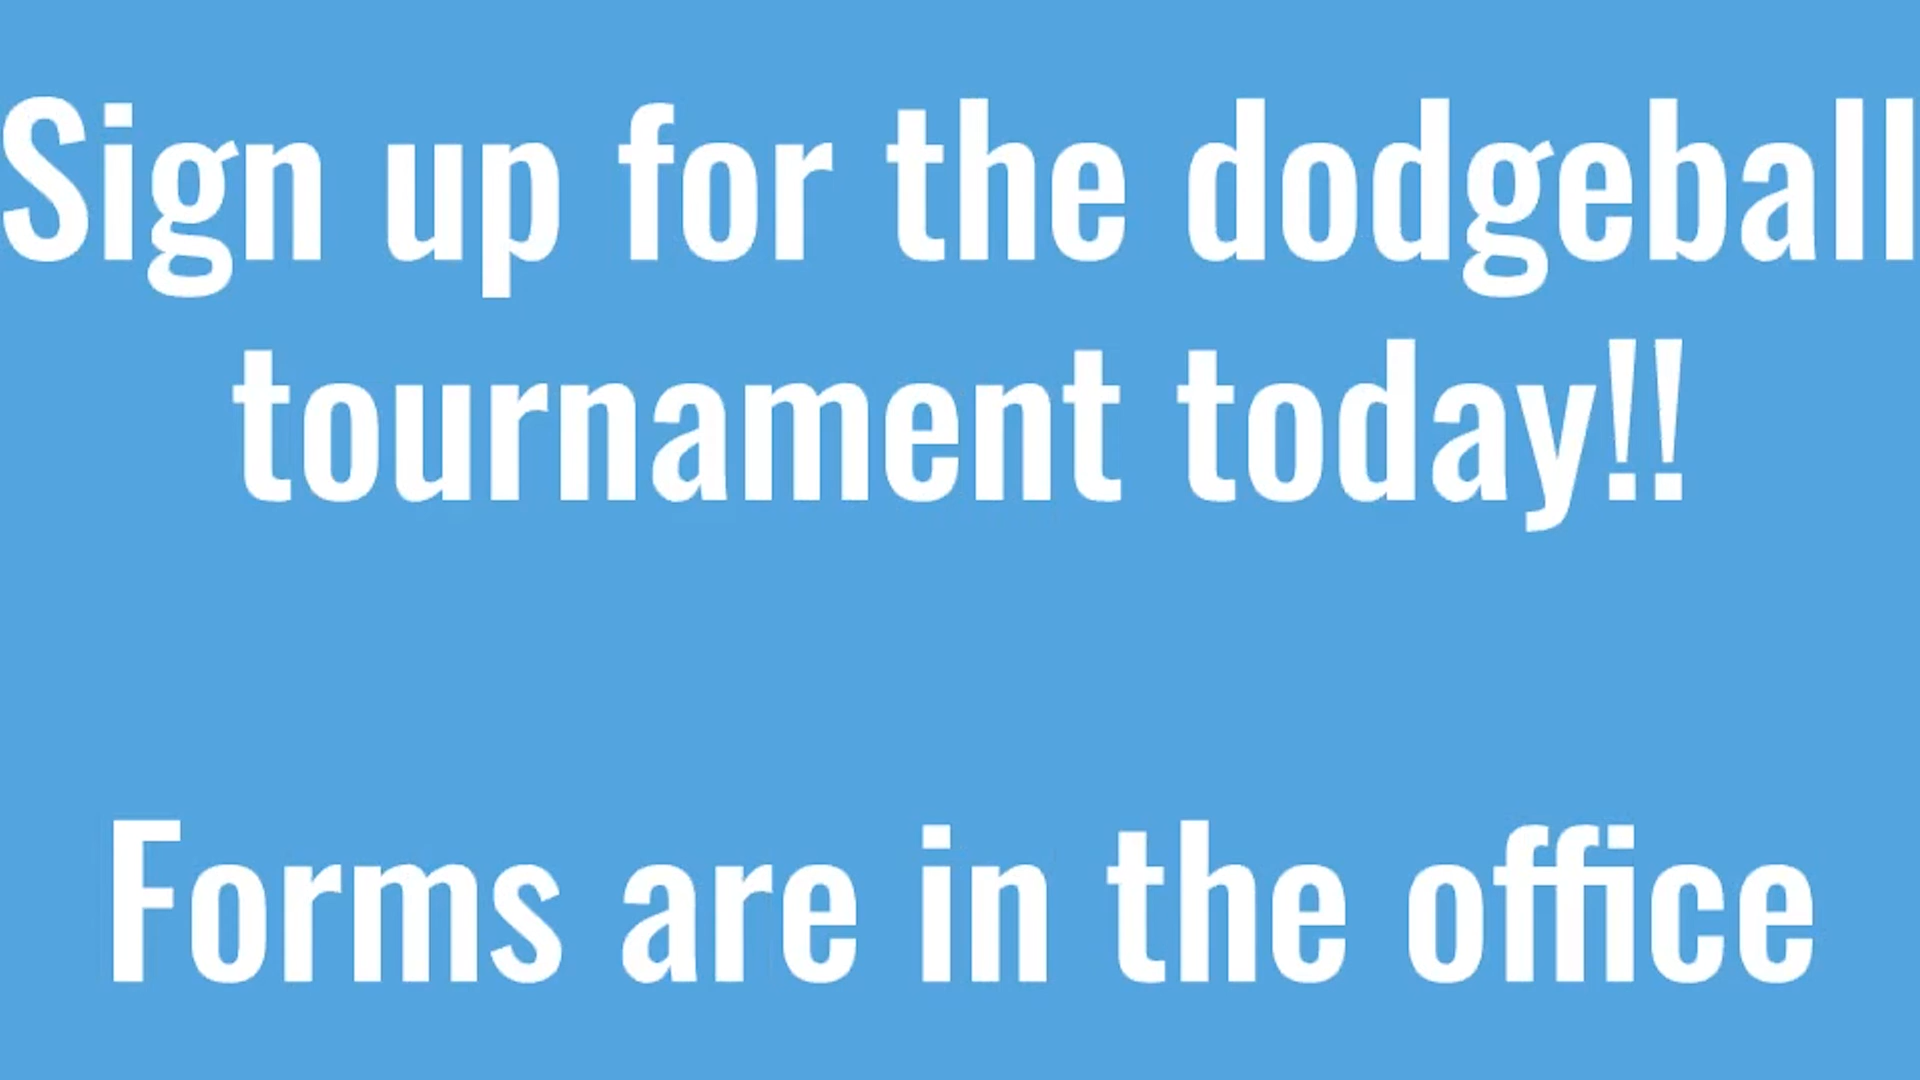 Sign up for the dodgeball
tournament today!!
Forms are in the office